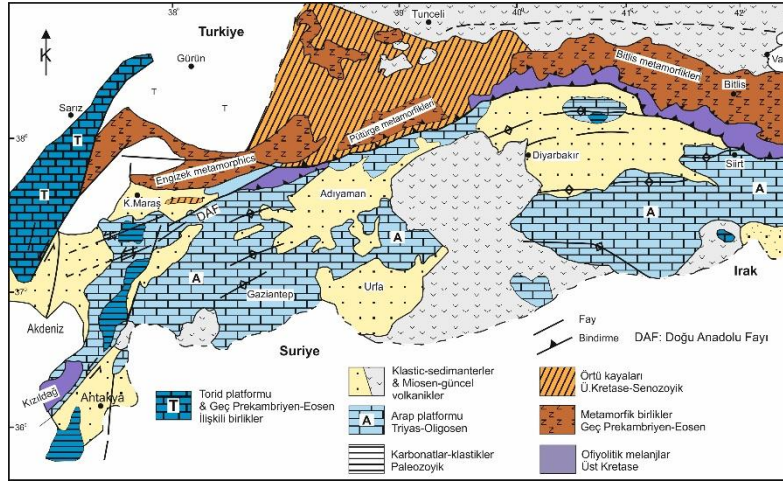 38°
39
40°
41°
42°
Turkiye
Tunceli
K
Gürün
T
T
Sarız
T
T
38°
Bitlis metamorfikleri
Va
Bitlis
Pütürge metamorfikleri
Engizek metamorphics
Diyarbakır
Siirt
K.Maraş
DAF
Adıyaman
A
A
A
A
Gaziantep
Urfa
Irak
37°
Akdeniz
Suriye
Fay
Bindirme
DAF: Doğu Anadolu Fayı
Kızıldağ
Ahtakya
36°
T
Torid platformu
& Geç Prekambriyen-Eosen
İlişkili birlikler
Klastic-sedimanterler
& Miosen-güncel
volkanikler
A
Arap platformu
Triyas-Oligosen
Karbonatlar-klastikler
Paleozoyik
Örtü kayaları
Ü.Kretase-Senozoyik
Metamorfik birlikler
Geç Prekambriyen-Eosen
Ofiyolitik melanjlar
Üst Kretase